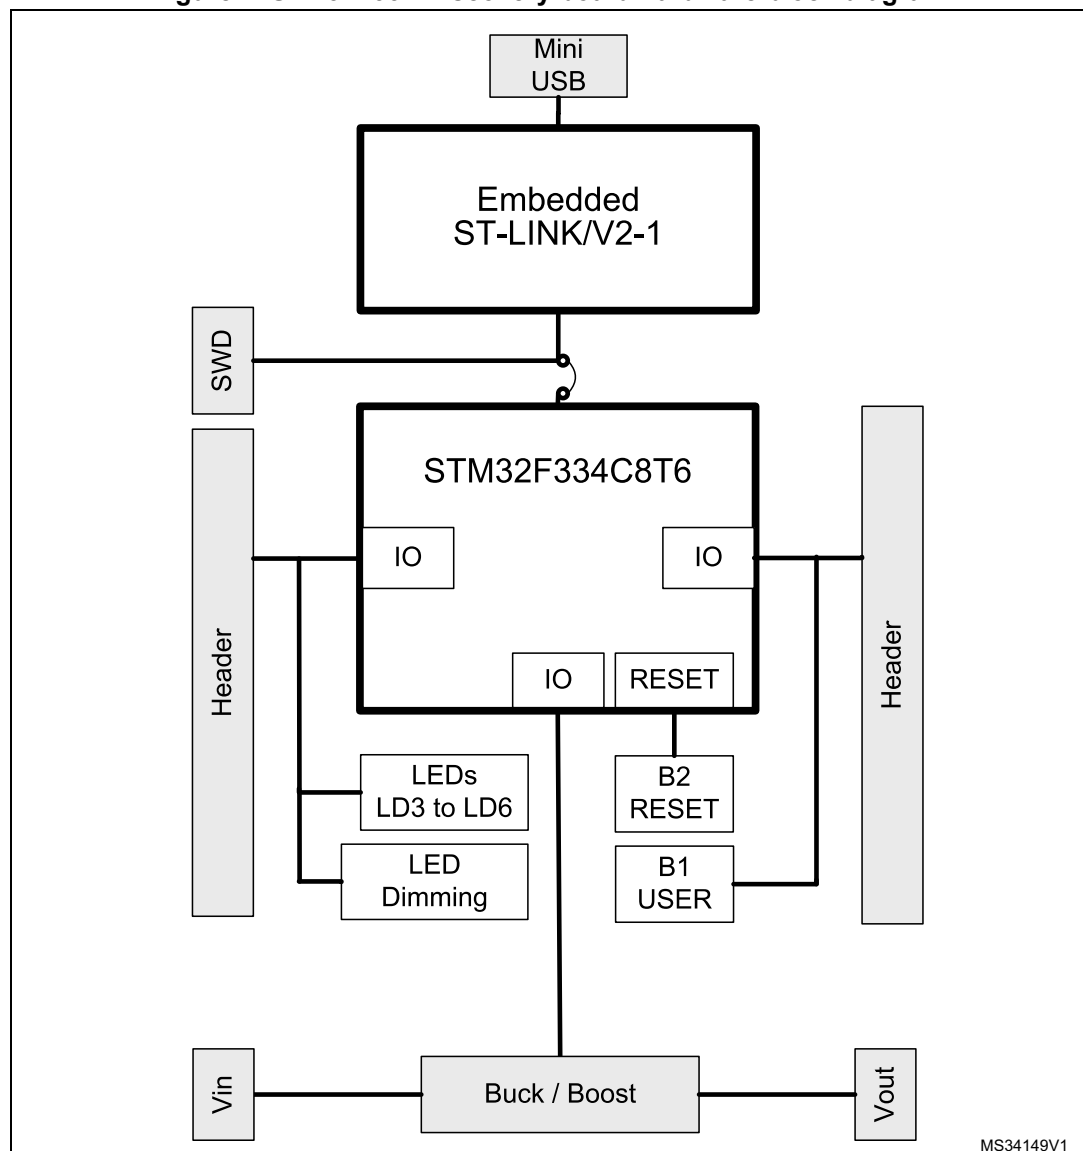 Mini
USB
Embedded
ST-LINK/V2-1
SWD
STM32F334C8T6
IO
IO
Header
Header
IO
RESET
LEDs
LD3 to LD6
B2
RESET
LED
Dimming
B1
USER
Vin
Buck / Boost
Vout
MS34149V1